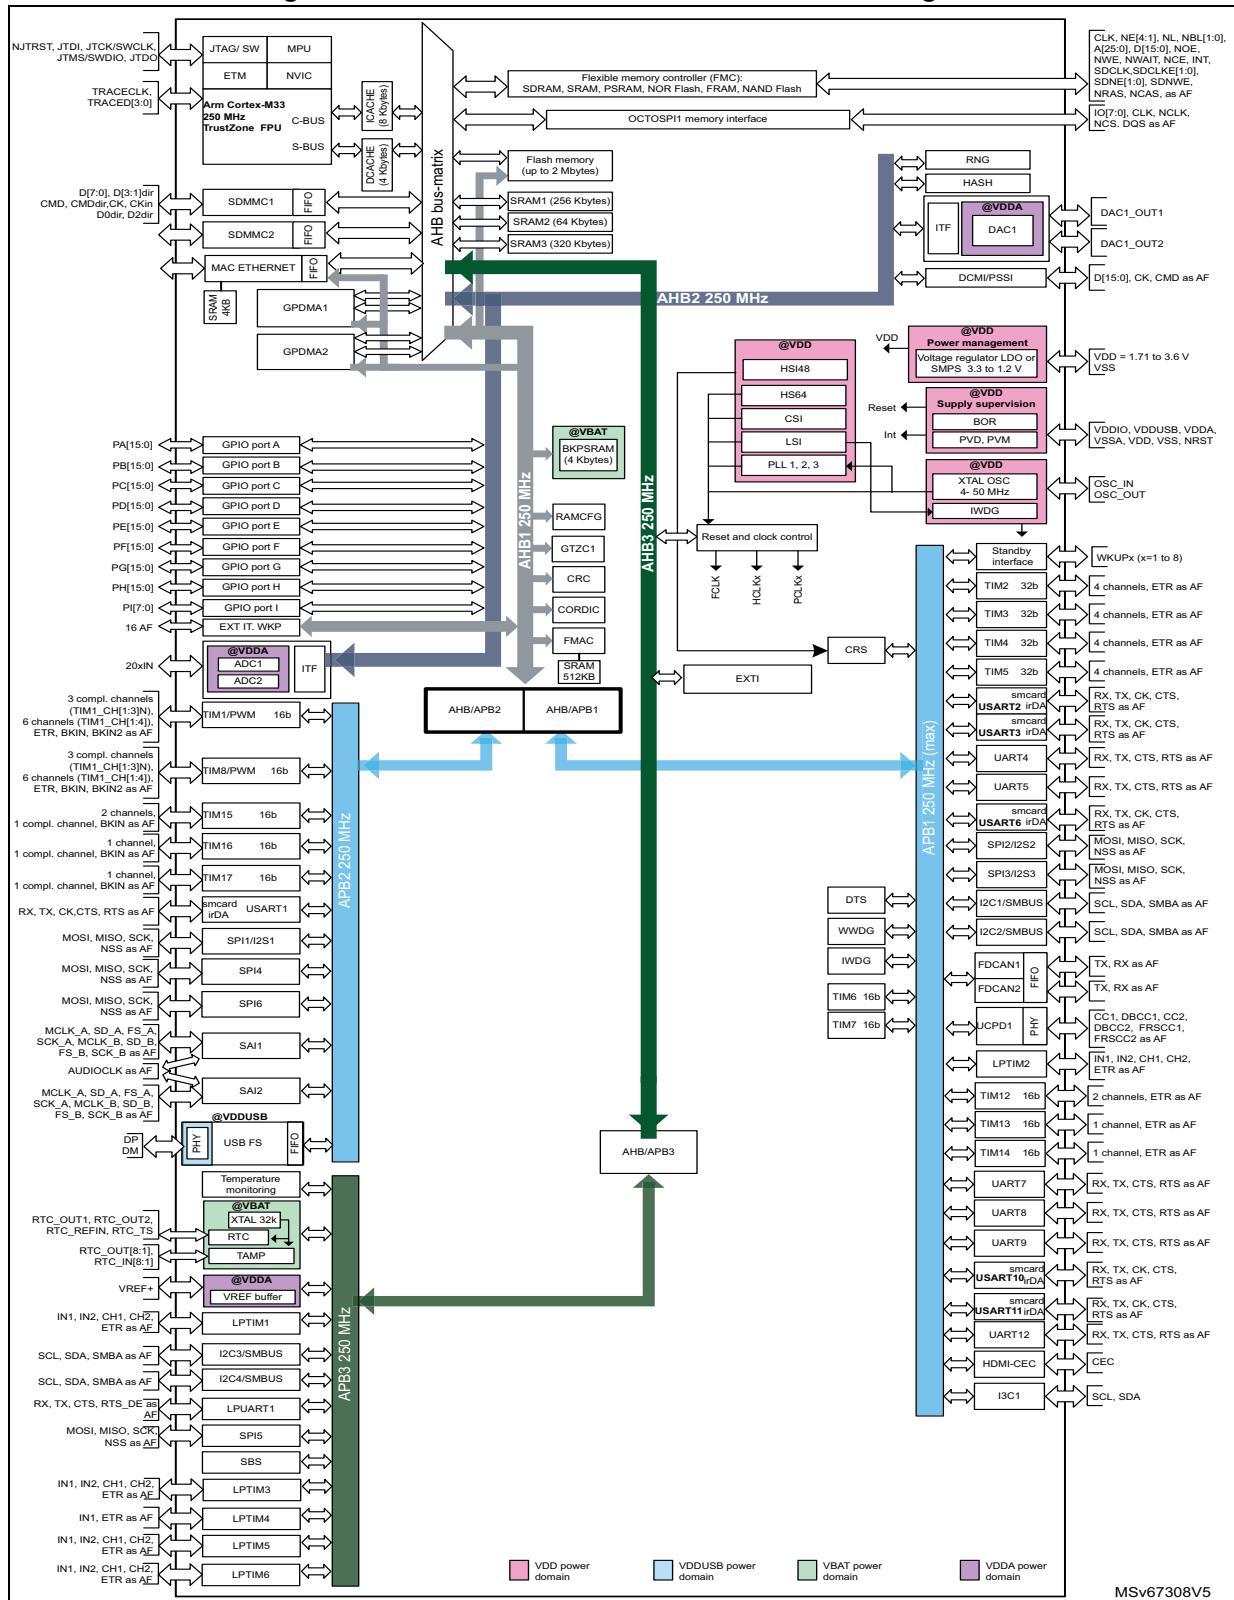 NJTRST, JTDI, JTCK/SWCLK,
JTMS/SWDIO, JTDO
TRACECLK,
TRACED[3:0]
JTAG/ SW
MPU
ETM
NVIC
Arm Cortex-M33
250 MHz
TrustZone FPU
C-BUS
S-BUS
ICACHE
(8 Kbytes)
DCACHE
(4 Kbytes)
AHB bus-matrix
Flexible memory controller (FMC):
SDRAM, SRAM, PSRAM, NOR Flash, FRAM, NAND Flash
OCTOSPI1 memory interface
CLK, NE[4:1], NL, NBL[1:0],
A[25:0], D[15:0], NOE,
NWE, NWAIT, NCE, INT,
SDCLK,SDCLKE[1:0],
SDNE[1:0], SDNWE,
NRAS, NCAS, as AF
IO[7:0], CLK, NCLK,
NCS. DQS as AF
Flash memory
(up to 2 Mbytes)
SRAM1 (256 Kbytes)
SRAM2 (64 Kbytes)
SRAM3 (320 Kbytes)
RNG
HASH
@VDDA
ITF
DAC1
DAC1_OUT1
DAC1_OUT2
DCMI/PSSI
D[15:0], CK, CMD as AF
D[7:0], D[3:1]dir
CMD, CMDdir,CK, CKin
D0dir, D2dir
SDMMC1
FIFO
SDMMC2
FIFO
MAC ETHERNET
FIFO
SRAM
4KB
GPDMA1
GPDMA2
AHB2 250 MHz
AHB1 250 MHz
AHB3 250 MHz
@VDD
HSI48
HS64
CSI
LSI
PLL 1, 2, 3
VDD
@VDD
Power management
Voltage regulator LDO or
SMPS 3.3 to 1.2 V
VDD = 1.71 to 3.6 V
VSS
@VDD
Supply supervision
Reset
BOR
Int
PVD, PVM
VDDIO, VDDUSB, VDDA,
VSSA, VDD, VSS, NRST
@VDD
XTAL OSC
4- 50 MHz
IWDG
OSC_IN
OSC_OUT
Reset and clock control
FCLK
HCLKx
PCLKx
PA[15:0]
GPIO port A
PB[15:0]
GPIO port B
PC[15:0]
GPIO port C
PD[15:0]
GPIO port D
PE[15:0]
GPIO port E
PF[15:0]
GPIO port F
PG[15:0]
GPIO port G
PH[15:0]
GPIO port H
PI[7:0]
GPIO port I
16 AF
EXT IT. WKP
20xIN
@VDDA
ADC1
ADC2
ITF
@VBAT
BKPSRAM
(4 Kbytes)
RAMCFG
GTZC1
CRC
CORDIC
FMAC
SRAM
512KB
CRS
EXTI
AHB/APB2
AHB/APB1
3 compl. channels
(TIM1_CH[1:3]N),
6 channels (TIM1_CH[1:4]),
ETR, BKIN, BKIN2 as AF
TIM1/PWM 16b
3 compl. channels
(TIM1_CH[1:3]N),
6 channels (TIM1_CH[1:4]),
ETR, BKIN, BKIN2 as AF
TIM8/PWM 16b
2 channels,
1 compl. channel, BKIN as AF
TIM15 16b
1 channel,
1 compl. channel, BKIN as AF
TIM16 16b
1 channel,
1 compl. channel, BKIN as AF
TIM17 16b
RX, TX, CK,CTS, RTS as AF
smcard
irDA
USART1
MOSI, MISO, SCK,
NSS as AF
SPI1/I2S1
MOSI, MISO, SCK,
NSS as AF
SPI4
MOSI, MISO, SCK,
NSS as AF
SPI6
MCLK_A, SD_A, FS_A,
SCK_A, MCLK_B, SD_B,
FS_B, SCK_B as AF
SAI1
AUDIOCLK as AF
MCLK_A, SD_A, FS_A,
SCK_A, MCLK_B, SD_B,
FS_B, SCK_B as AF
SAI2
@VDDUSB
DP
DM
PHY
USB FS
FIFO
APB2 250 MHz
Temperature
monitoring
@VBAT
XTAL 32k
RTC
TAMP
RTC_OUT1, RTC_OUT2,
RTC_REFIN, RTC_TS
RTC_OUT[8:1],
RTC_IN[8:1]
@VDDA
VREF buffer
VREF+
IN1, IN2, CH1, CH2,
ETR as AF
LPTIM1
SCL, SDA, SMBA as AF
I2C3/SMBUS
SCL, SDA, SMBA as AF
I2C4/SMBUS
RX, TX, CTS, RTS_DE as
AF
LPUART1
MOSI, MISO, SCK,
NSS as AF
SPI5
SBS
IN1, IN2, CH1, CH2,
ETR as AF
LPTIM3
IN1, ETR as AF
LPTIM4
IN1, IN2, CH1, CH2,
ETR as AF
LPTIM5
IN1, IN2, CH1, CH2,
ETR as AF
LPTIM6
APB3 250 MHz
AHB/APB3
DTS
WWDG
IWDG
TIM6 16b
TIM7 16b
APB1 250 MHz (max)
Standby
interface
WKUPx (x=1 to 8)
TIM2 32b
4 channels, ETR as AF
TIM3 32b
4 channels, ETR as AF
TIM4 32b
4 channels, ETR as AF
TIM5 32b
4 channels, ETR as AF
smcard
USART2 irDA
RX, TX, CK, CTS,
RTS as AF
smcard
USART3 irDA
RX, TX, CK, CTS,
RTS as AF
UART4
RX, TX, CTS, RTS as AF
UART5
RX, TX, CTS, RTS as AF
smcard
USART6 irDA
RX, TX, CK, CTS,
RTS as AF
SPI2/I2S2
MOSI, MISO, SCK,
NSS as AF
SPI3/I2S3
MOSI, MISO, SCK,
NSS as AF
I2C1/SMBUS
SCL, SDA, SMBA as AF
I2C2/SMBUS
SCL, SDA, SMBA as AF
FDCAN1
FDCAN2
FIFO
TX, RX as AF
TX, RX as AF
UCPD1
PHY
CC1, DBCC1, CC2,
DBCC2, FRSCC1,
FRSCC2 as AF
LPTIM2
IN1, IN2, CH1, CH2,
ETR as AF
TIM12 16b
2 channels, ETR as AF
TIM13 16b
1 channel, ETR as AF
TIM14 16b
1 channel, ETR as AF
UART7
RX, TX, CTS, RTS as AF
UART8
RX, TX, CTS, RTS as AF
UART9
RX, TX, CTS, RTS as AF
smcard
USART10 irDA
RX, TX, CK, CTS,
RTS as AF
smcard
USART11 irDA
RX, TX, CK, CTS,
RTS as AF
UART12
RX, TX, CTS, RTS as AF
HDMI-CEC
CEC
I3C1
SCL, SDA
VDD power
domain
VDDUSB power
domain
VBAT power
domain
VDDA power
domain
MSv67308V5